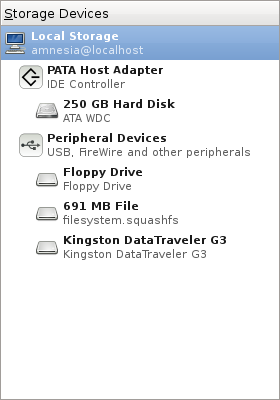 Storage Devices
Local Storage
amnesia@localhost
PATA Host Adapter
IDE Controller
250 GB Hard Disk
ATA WDC
Peripheral Devices
USB, FireWire and other peripherals
Floppy Drive
Floppy Drive
691 MB File
filesystem.squashfs
Kingston DataTraveler G3
Kingston DataTraveler G3